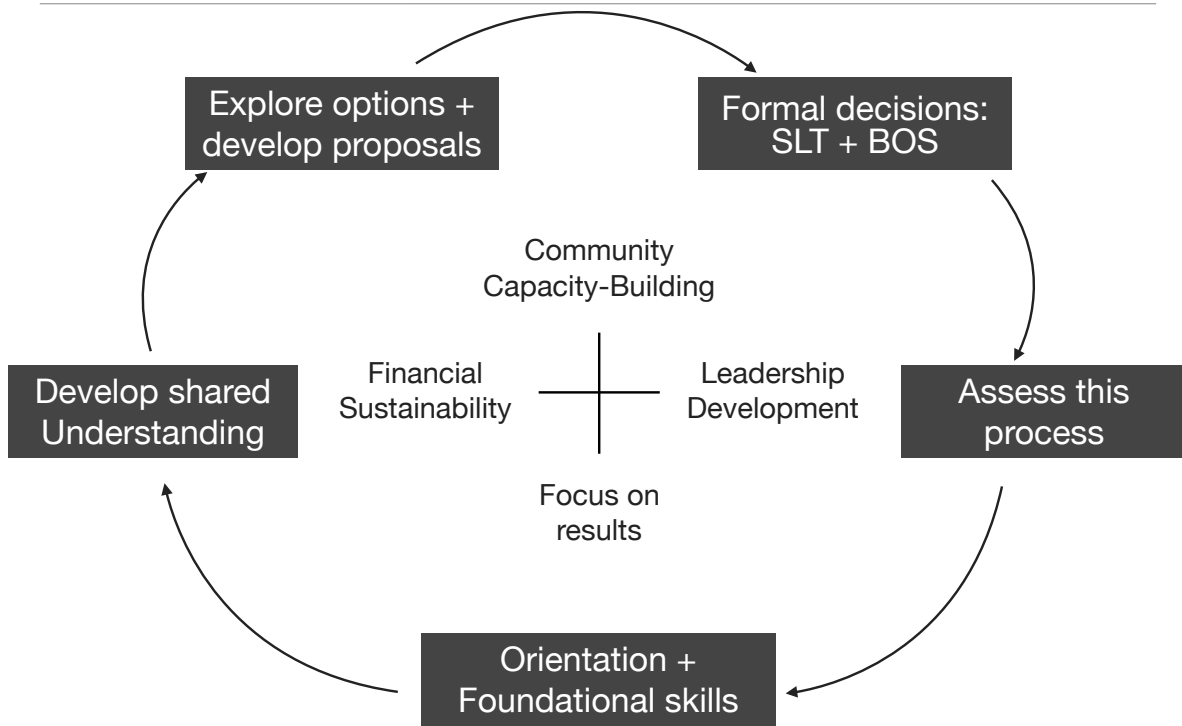 Explore options +
develop proposals
Formal decisions:
SLT + BOS
Community
Capacity-Building
Develop shared
Understanding
Financial
Sustainability
Leadership
Development
Assess this
process
Focus on
results
Orientation +
Foundational skills